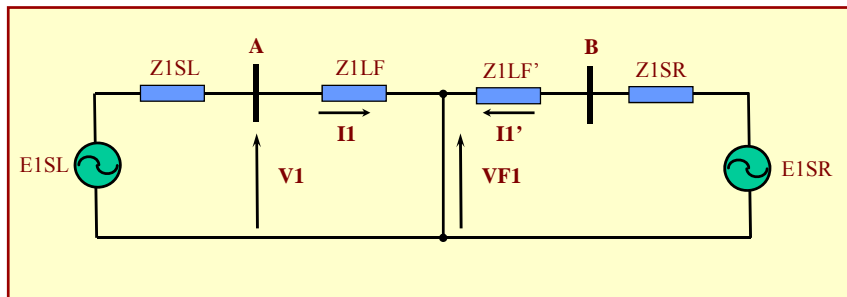 A
B
Z1SL
Z1LF
Z1LF’
Z1SR
I1
I1’
E1SL
V1
VF1
E1SR